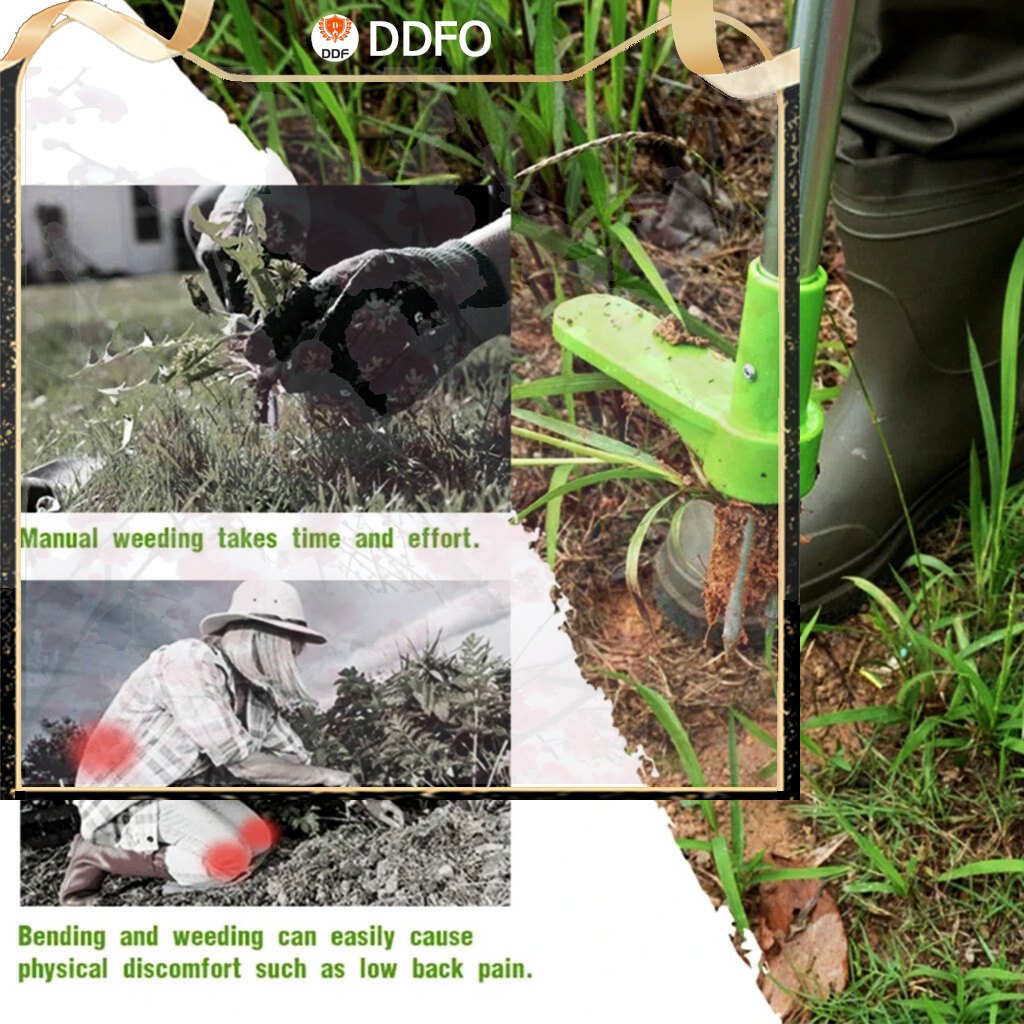 DDF
DDFO
Manual weeding takes time and effort.
Bending and weeding can easily cause
physical discomfort such as low back pain.